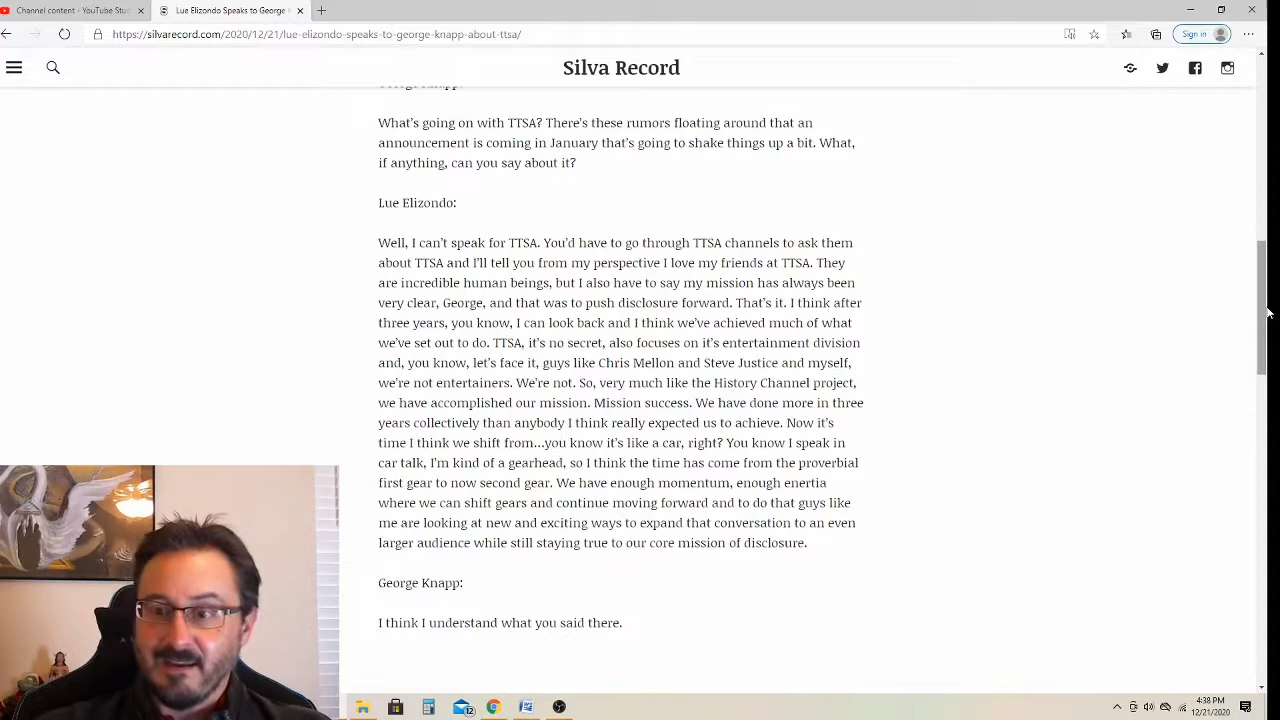 Channel content - YouTube Stud
Lue Elizondo Speaks to George K
https://silvarecord.com/2020/12/21/lue-elizondo-speaks-to-george-knapp-about-ttsa/
Sign in
Silva Record
George Knapp:
What's going on with TTSA? There's these rumors floating around that an
announcement is coming in January that's going to shake things up a bit. What,
if anything, can you say about it?
Lue Elizondo:
Well, I can't speak for TTSA. You'd have to go through TTSA channels to ask them
about TTSA and I'll tell you from my perspective I love my friends at TTSA. They
are incredible human beings, but I also have to say my mission has always been
very clear, George, and that was to push disclosure forward. That's it. I think after
three years, you know, I can look back and I think we've achieved much of what
we've set out to do. TTSA, it's no secret, also focuses on it's entertainment division
and, you know, let's face it, guys like Chris Mellon and Steve Justice and myself,
we're not entertainers. We're not. So, very much like the History Channel project,
we have accomplished our mission. Mission success. We have done more in three
years collectively than anybody I think really expected us to achieve. Now it's
time I think we shift from...you know it's like a car, right? You know I speak in
car talk, I'm kind of a gearhead, so I think the time has come from the proverbial
first gear to now second gear. We have enough momentum, enough enertia
where we can shift gears and continue moving forward and to do that guys like
me are looking at new and exciting ways to expand that conversation to an even
larger audience while still staying true to our core mission of disclosure.
George Knapp:
I think I understand what you said there.
12
4:38 PM
12/21/2020